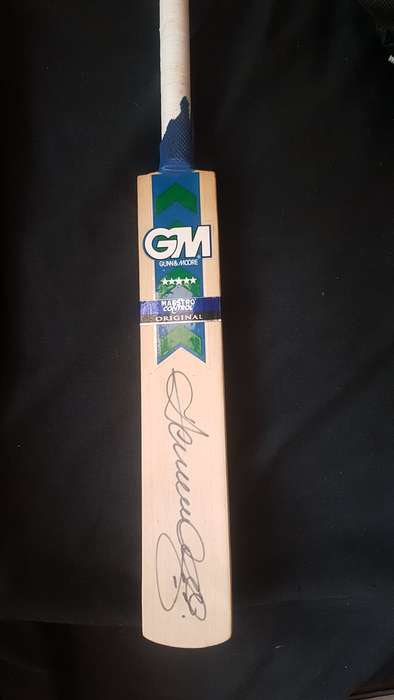 GM
GUNN & MOORE
★★★★★
MAESTRO
CONTROL
ORIGINAL